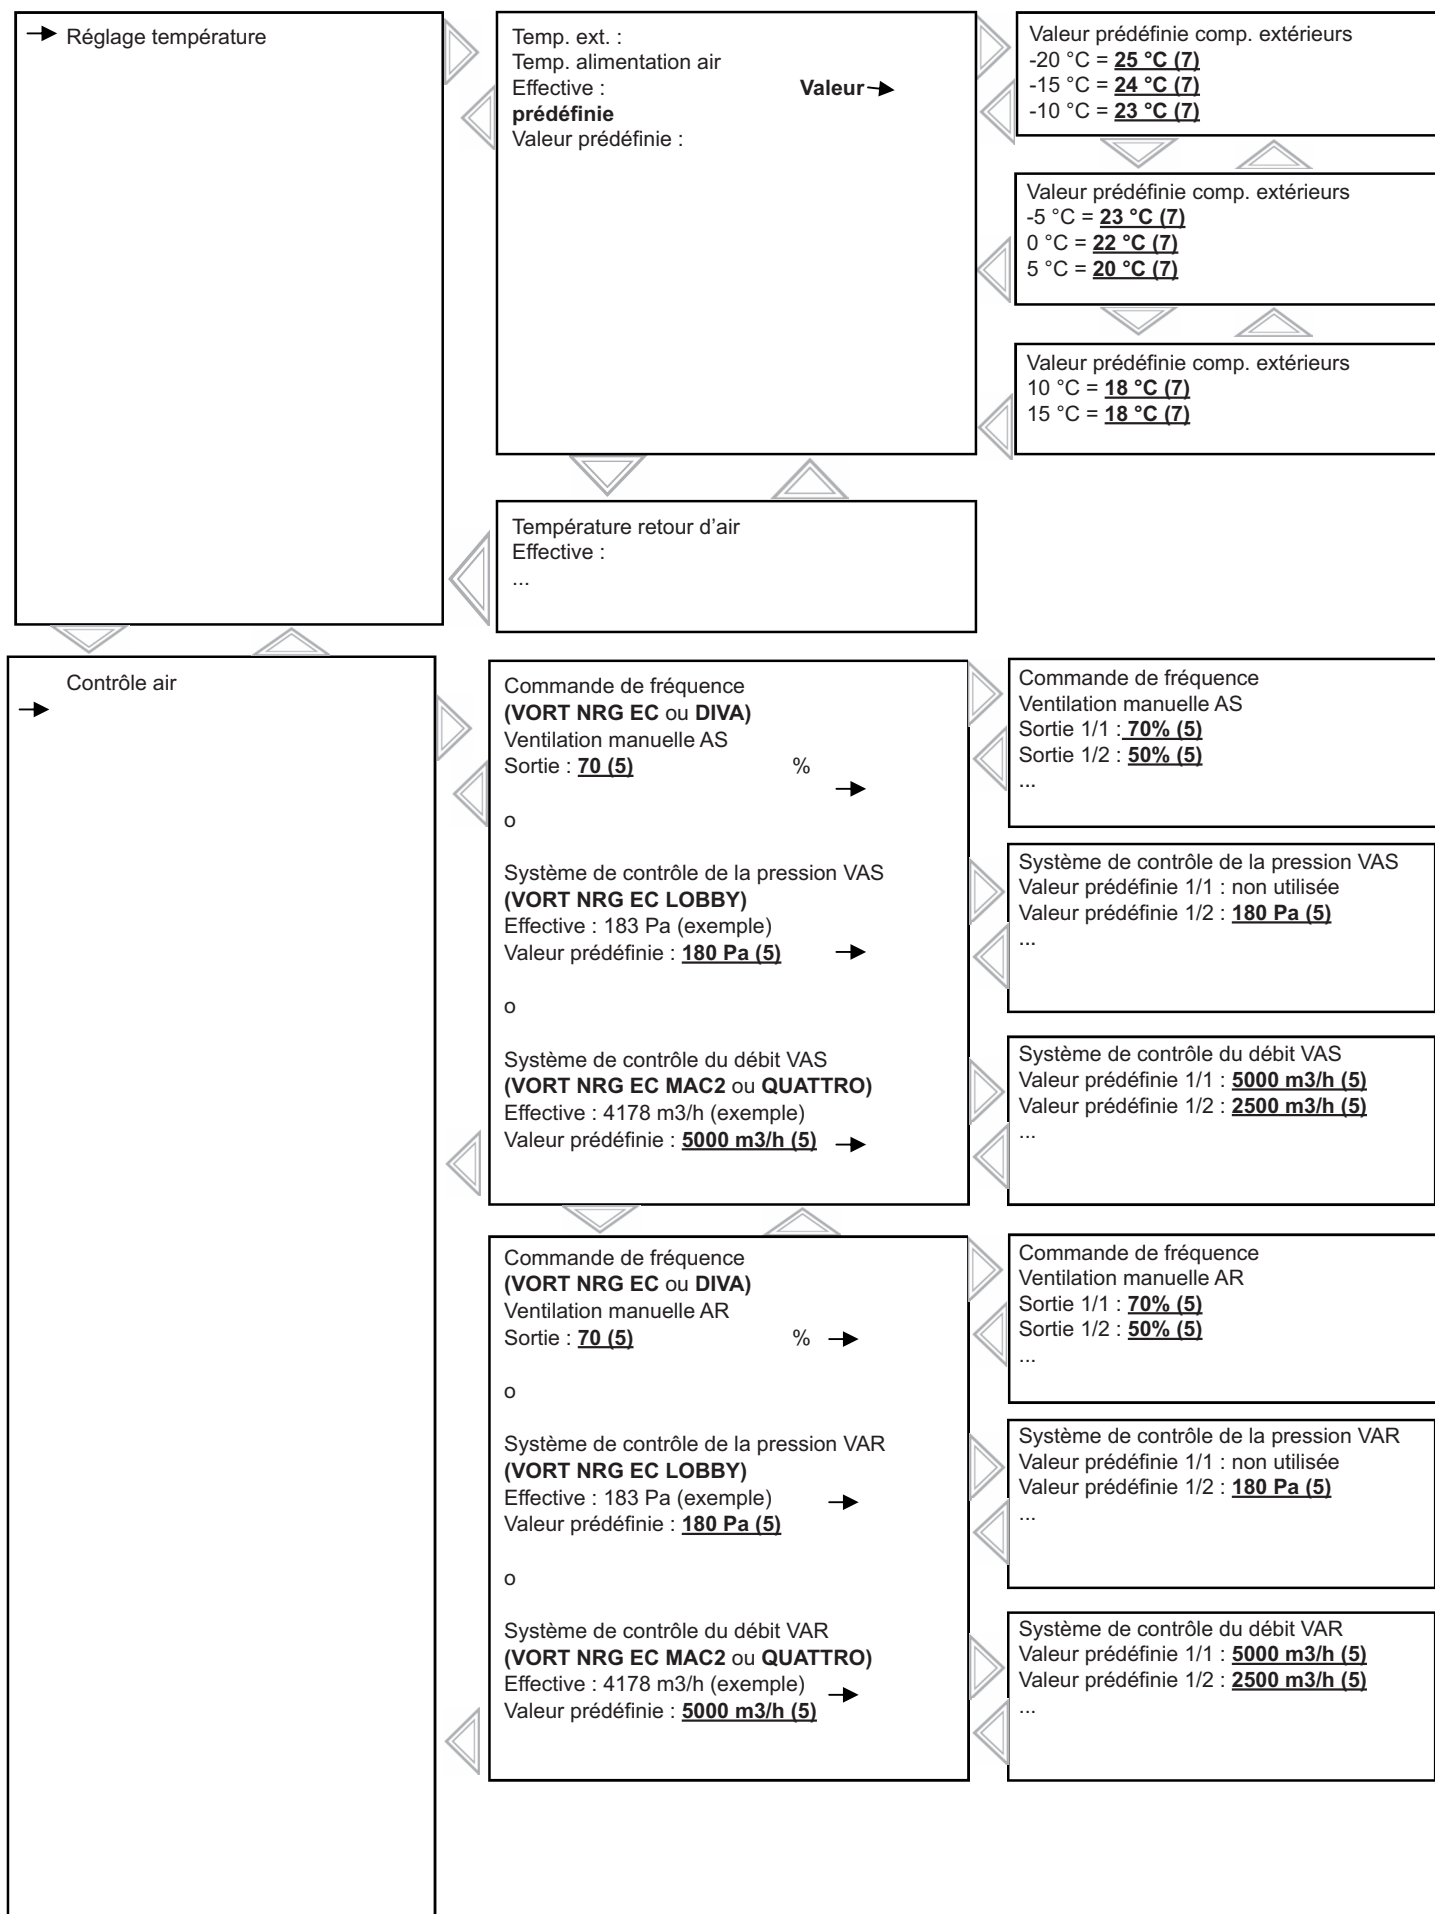 Réglage température
Temp. ext. :
Temp. alimentation air
Effective : Valeur
prédéfinie
Valeur prédéfinie :
Valeur prédéfinie comp. extérieurs
-20 °C = 25 °C (7)
-15 °C = 24 °C (7)
-10 °C = 23 °C (7)
Valeur prédéfinie comp. extérieurs
-5 °C = 23 °C (7)
0 °C = 22 °C (7)
5 °C = 20 °C (7)
Valeur prédéfinie comp. extérieurs
10 °C = 18 °C (7)
15 °C = 18 °C (7)
Température retour d'air
Effective :
...
Contrôle air
Commande de fréquence
(VORT NRG EC ou DIVA)
Ventilation manuelle AS
Sortie : 70 (5) %
o
Système de contrôle de la pression VAS
(VORT NRG EC LOBBY)
Effective : 183 Pa (exemple)
Valeur prédéfinie : 180 Pa (5)
o
Système de contrôle du débit VAS
(VORT NRG EC MAC2 ou QUATTRO)
Effective : 4178 m3/h (exemple)
Valeur prédéfinie : 5000 m3/h (5)
Commande de fréquence
Ventilation manuelle AS
Sortie 1/1 : 70% (5)
Sortie 1/2 : 50% (5)
...
Système de contrôle de la pression VAS
Valeur prédéfinie 1/1 : non utilisée
Valeur prédéfinie 1/2 : 180 Pa (5)
...
Système de contrôle du débit VAS
Valeur prédéfinie 1/1 : 5000 m3/h (5)
Valeur prédéfinie 1/2 : 2500 m3/h (5)
...
Commande de fréquence
(VORT NRG EC ou DIVA)
Ventilation manuelle AR
Sortie : 70 (5) %
o
Système de contrôle de la pression VAR
(VORT NRG EC LOBBY)
Effective : 183 Pa (exemple)
Valeur prédéfinie : 180 Pa (5)
o
Système de contrôle du débit VAR
(VORT NRG EC MAC2 ou QUATTRO)
Effective : 4178 m3/h (exemple)
Valeur prédéfinie : 5000 m3/h (5)
Commande de fréquence
Ventilation manuelle AR
Sortie 1/1 : 70% (5)
Sortie 1/2 : 50% (5)
...
Système de contrôle de la pression VAR
Valeur prédéfinie 1/1 : non utilisée
Valeur prédéfinie 1/2 : 180 Pa (5)
...
Système de contrôle du débit VAR
Valeur prédéfinie 1/1 : 5000 m3/h (5)
Valeur prédéfinie 1/2 : 2500 m3/h (5)
...